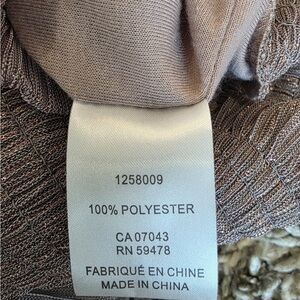 1258009
100% POLYESTER
CA 07043
RN 59478
FABRIQUÉ EN CHINE
MADE IN CHINA